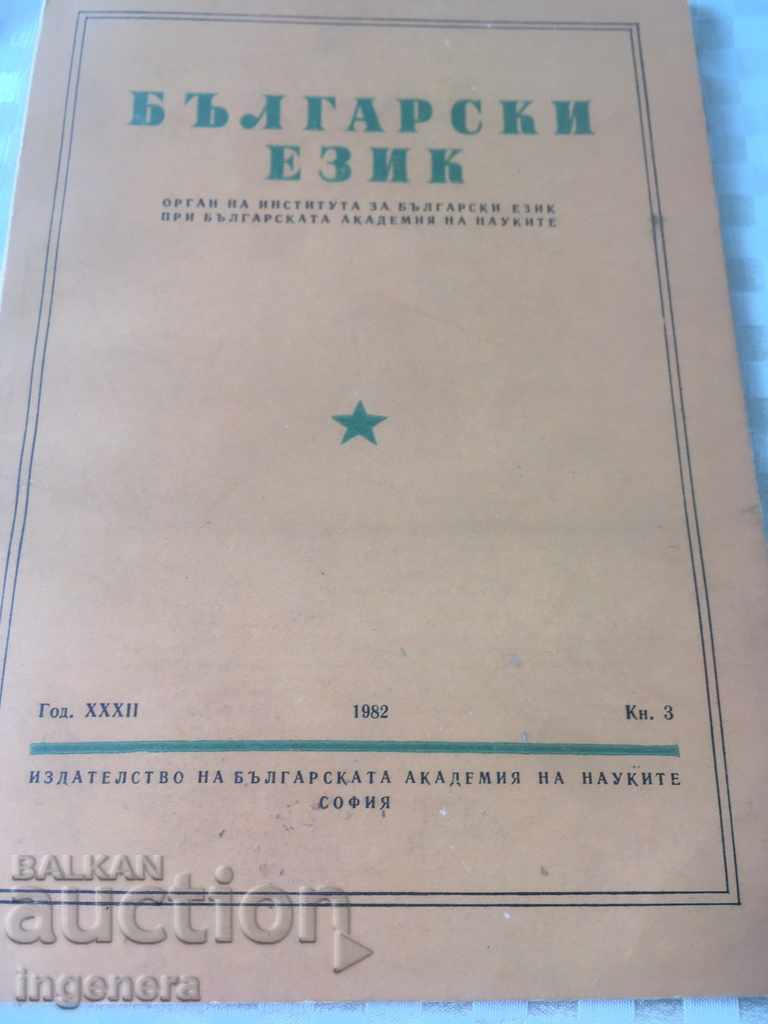 БЪЛГАРСКИ
ЕЗИК
ОРГАН НА ИНСТИТУТА ЗА БЪЛГАРСКИ ЕЗИК
ПРИ БЪЛГАРСКАТА АКАДЕМИЯ НА НАУКИТЕ
Год. XXXII 1982 Кн. 3
ИЗДАТЕЛСТВО НА БЪЛГАРСКАТА АКАДЕМИЯ НА НАУКИТЕ
СОФИЯ
BALKAN
auction
ingenera